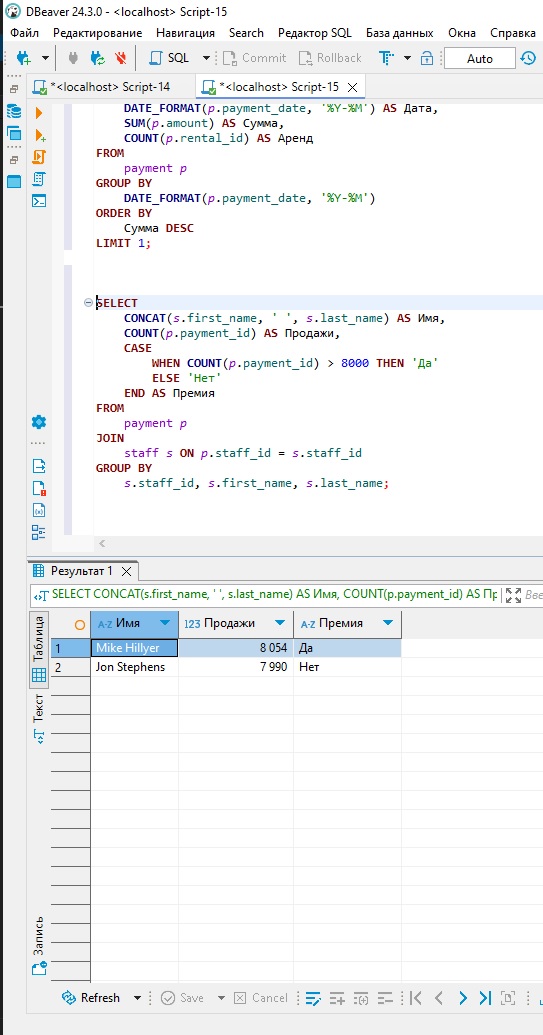 DBeaver 24.3.0 - <localhost> Script-15
Файл Редактирование Навигация Search Редактор SQL База данных Окна Справка
SQL Commit Rollback T Auto
*<localhost> Script-14 *<localhost> Script-15
DATE_FORMAT(p.payment_date, '%Y-%M') AS Дата,
SUM(p.amount) AS Сумма,
COUNT(p.rental_id) AS Аренд
FROM
payment p
GROUP BY
DATE_FORMAT(p.payment_date, '%Y-%M')
ORDER BY
Сумма DESC
LIMIT 1;
SELECT
CONCAT(s.first_name, ' ', s.last_name) AS Имя,
COUNT(p.payment_id) AS Продажи,
CASE
WHEN COUNT(p.payment_id) > 8000 THEN 'Да'
ELSE 'Нет'
END AS Премия
FROM
payment p
JOIN
staff s ON p.staff_id = s.staff_id
GROUP BY
s.staff_id, s.first_name, s.last_name;
Результат 1
SELECT CONCAT(s.first_name, ' ', s.last_name) AS Имя, COUNT(p.payment_id) AS Пр Вве
Таблица
Текст
Запись
A-Z Имя 123 Продажи A-Z Премия
1 Mike Hillyer 8 054 Да
2 Jon Stephens 7 990 Нет
Refresh Save Cancel